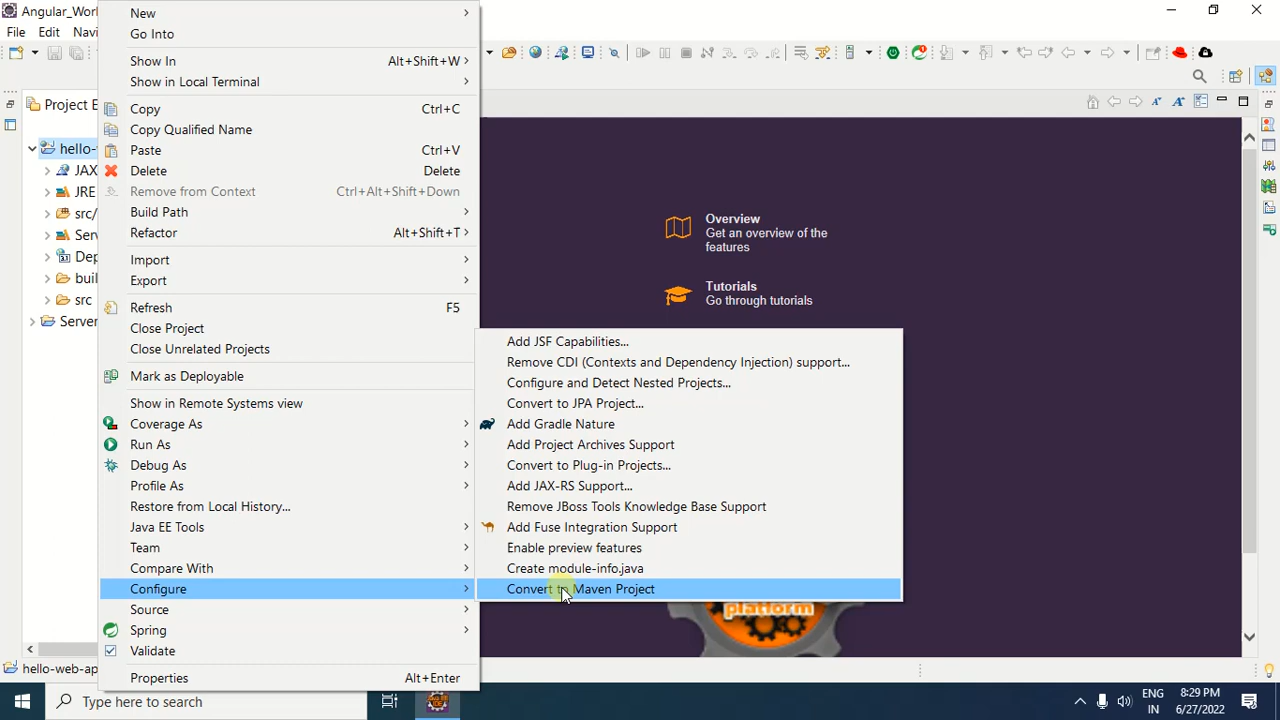 Angular_Work
File Edit Navi
Project E
hello-
JAX
JRE
src/
Serv
Dep
buil
src
Server
New
Go Into
Show In Alt+Shift+W
Show in Local Terminal
Copy Ctrl+C
Copy Qualified Name
Paste Ctrl+V
Delete Delete
Remove from Context Ctrl+Alt+Shift+Down
Build Path
Refactor Alt+Shift+T
Import
Export
Refresh F5
Close Project
Close Unrelated Projects
Mark as Deployable
Show in Remote Systems view
Coverage As
Run As
Debug As
Profile As
Restore from Local History...
Java EE Tools
Team
Compare With
Configure
Source
Spring
Validate
Properties Alt+Enter
Add JSF Capabilities...
Remove CDI (Contexts and Dependency Injection) support...
Configure and Detect Nested Projects...
Convert to JPA Project...
Add Gradle Nature
Add Project Archives Support
Convert to Plug-in Projects...
Add JAX-RS Support...
Remove JBoss Tools Knowledge Base Support
Add Fuse Integration Support
Enable preview features
Create module-info.java
Convert to Maven Project
Overview
Get an overview of the
features
Tutorials
Go through tutorials
platform
hello-web-ap
Type here to search
ENG
IN
8:29 PM
6/27/2022